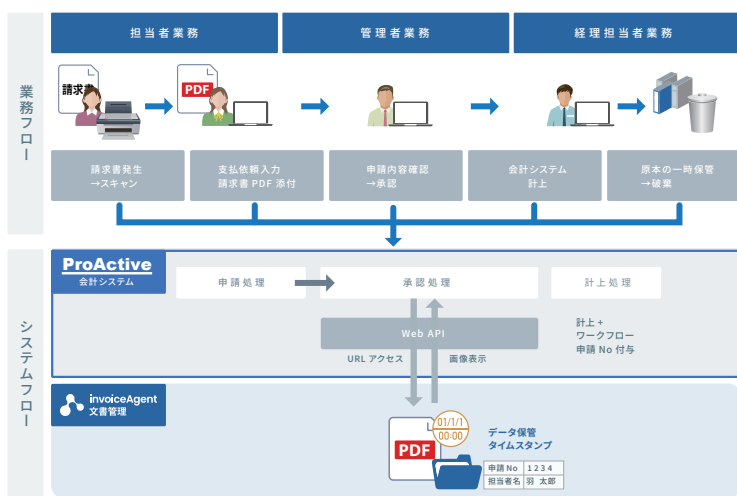 業務フロー
担当者業務
管理者業務
経理担当者業務
請求書
PDF
請求書発生
→スキャン
支払依頼入力
請求書 PDF 添付
申請内容確認
→承認
会計システム
計上
原本の一時保管
→破棄
システムフロー
ProActive
会計システム
申請処理
承認処理
計上処理
Web API
URL アクセス
画像表示
計上 +
ワークフロー
申請 No 付与
invoiceAgent
文書管理
01/1/1
00:00
PDF
データ保管
タイムスタンプ
申請 No 1234
担当者名 羽 太郎